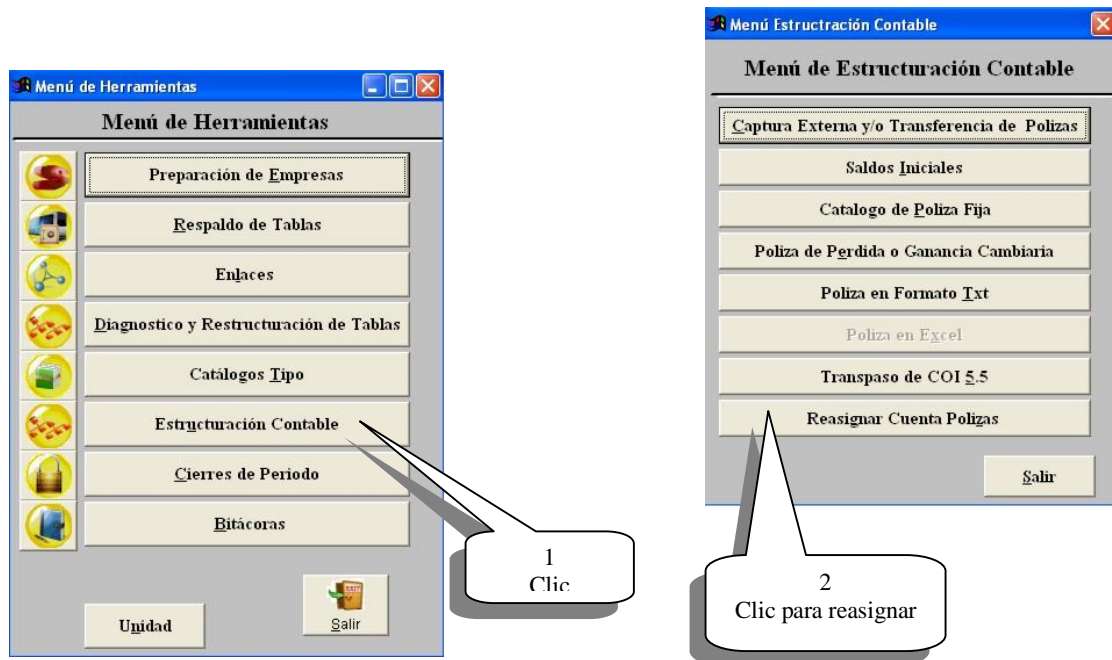 Menú de Herramientas
Menú de Herramientas
Preparación de Empresas
Respaldo de Tablas
Enlaces
Diagnostico y Restructuración de Tablas
Catálogos Tipo
Estructuración Contable
Cierres de Periodo
Bitácoras
Unidad
EXIT
Salir
1
Clic
Menú Estructración Contable
Menú de Estructuración Contable
Captura Externa y/o Transferencia de Polizas
Saldos Iniciales
Catalogo de Poliza Fija
Poliza de Perdida o Ganancia Cambiaria
Poliza en Formato Txt
Poliza en Excel
Transpaso de COI 5.5
Reasignar Cuenta Polizas
Salir
2
Clic para reasignar